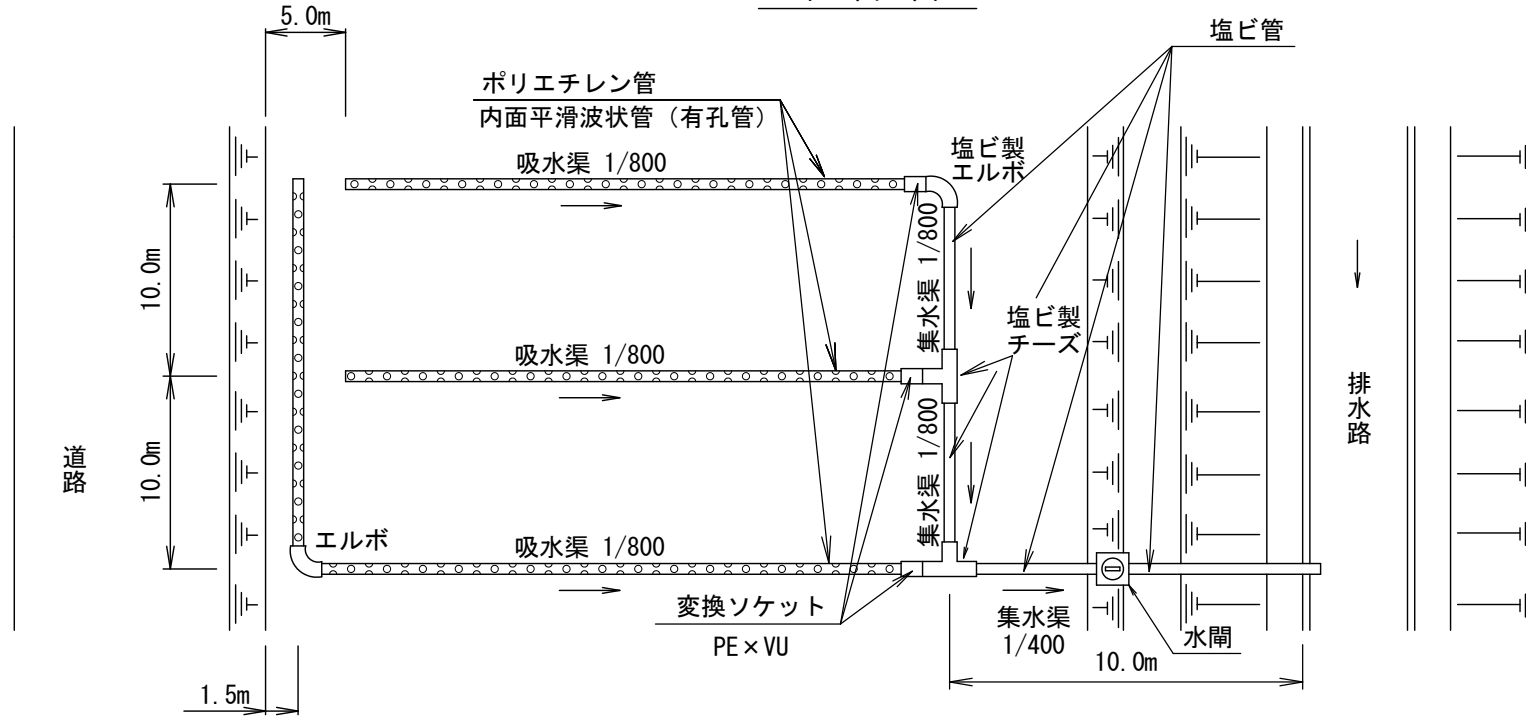 5.0m
塩ビ管
ポリエチレン管
内面平滑波状管（有孔管）
吸水渠 1/800
塩ビ製
エルボ
集水渠 1/800
10.0m
塩ビ製
チーズ
吸水渠 1/800
排水路
道路
10.0m
集水渠 1/800
エルボ
吸水渠 1/800
変換ソケット
PE×VU
集水渠
1/400
水閘
10.0m
1.5m